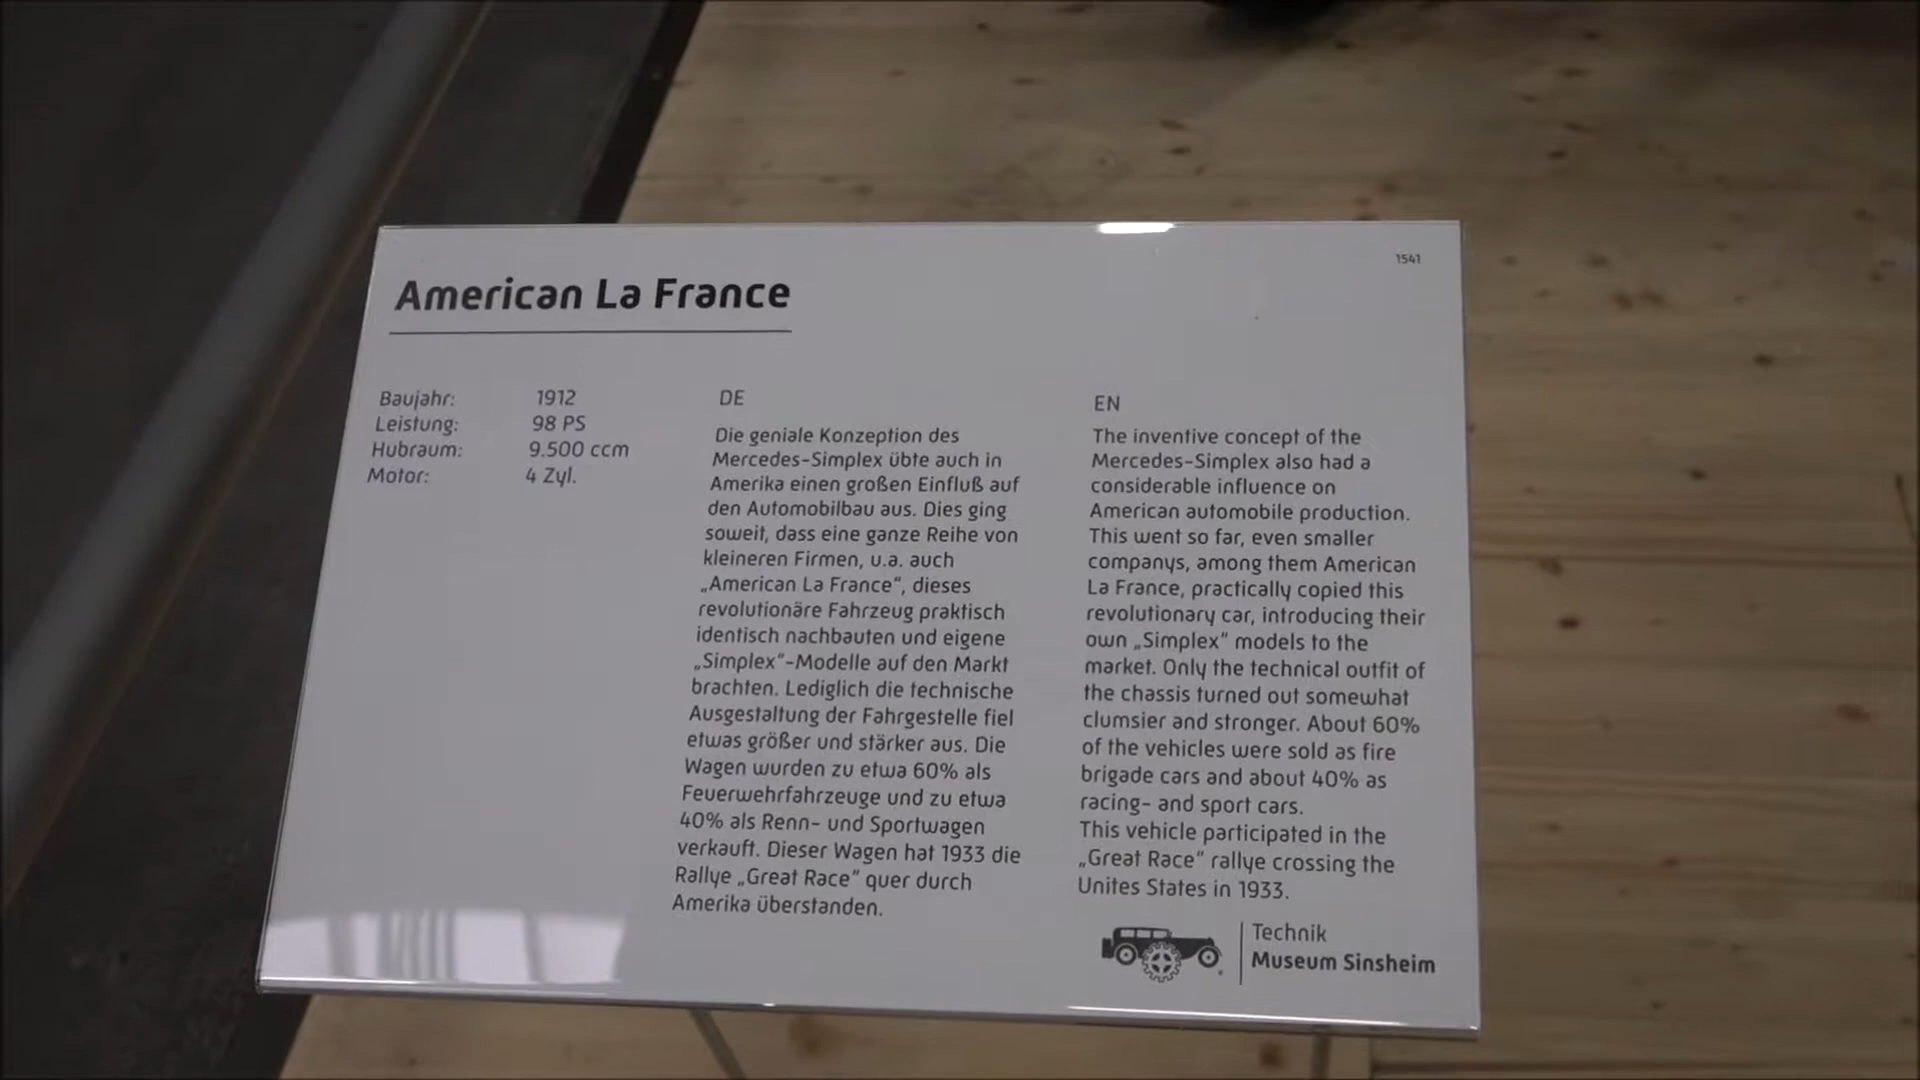 1541
American La France
Baujahr: 1912
Leistung: 98 PS
Hubraum: 9.500 ccm
Motor: 4 Zyl.
DE
Die geniale Konzeption des
Mercedes-Simplex übte auch in
Amerika einen großen Einfluß auf
den Automobilbau aus. Dies ging
soweit, dass eine ganze Reihe von
kleineren Firmen, u.a. auch
„American La France“, dieses
revolutionäre Fahrzeug praktisch
identisch nachbauten und eigene
„Simplex“-Modelle auf den Markt
brachten. Lediglich die technische
Ausgestaltung der Fahrgestelle fiel
etwas größer und stärker aus. Die
Wagen wurden zu etwa 60% als
Feuerwehrfahrzeuge und zu etwa
40% als Renn- und Sportwagen
verkauft. Dieser Wagen hat 1933 die
Rallye „Great Race“ quer durch
Amerika überstanden.
EN
The inventive concept of the
Mercedes-Simplex also had a
considerable influence on
American automobile production.
This went so far, even smaller
companys, among them American
La France, practically copied this
revolutionary car, introducing their
own „Simplex“ models to the
market. Only the technical outfit of
the chassis turned out somewhat
clumsier and stronger. About 60%
of the vehicles were sold as fire
brigade cars and about 40% as
racing- and sport cars.
This vehicle participated in the
„Great Race“ rallye crossing the
Unites States in 1933.
Technik
Museum Sinsheim